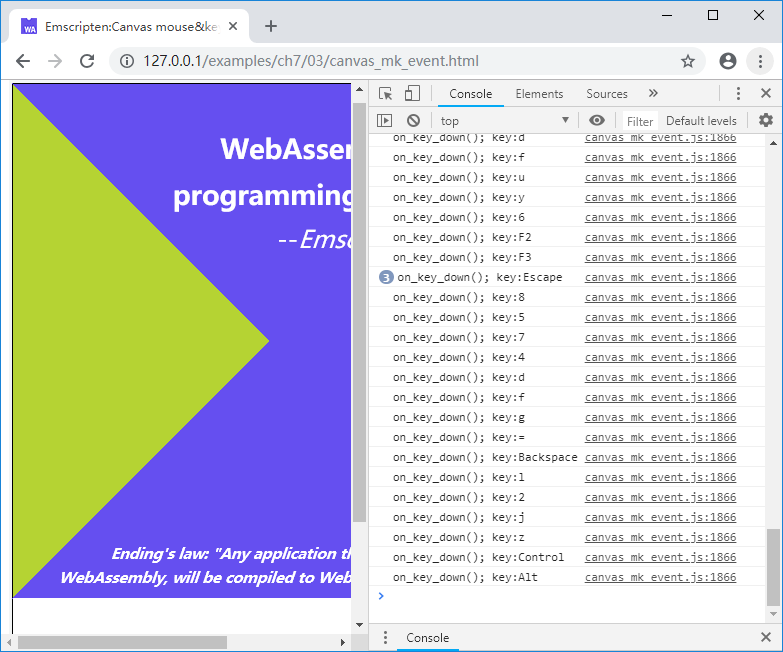 WA
Emscripten:Canvas mouse&ke
127.0.0.1/examples/ch7/03/canvas_mk_event.html
WebAssem
programming
--Emsc
Ending's law: "Any application th
WebAssembly, will be compiled to Web
Console
Elements
Sources
»
top
Filter
Default levels
on_key_down(); key:d canvas_mk_event.js:1866
on_key_down(); key:f canvas_mk_event.js:1866
on_key_down(); key:u canvas_mk_event.js:1866
on_key_down(); key:y canvas_mk_event.js:1866
on_key_down(); key:6 canvas_mk_event.js:1866
on_key_down(); key:F2 canvas_mk_event.js:1866
on_key_down(); key:F3 canvas_mk_event.js:1866
3 on_key_down(); key:Escape canvas_mk_event.js:1866
on_key_down(); key:8 canvas_mk_event.js:1866
on_key_down(); key:5 canvas_mk_event.js:1866
on_key_down(); key:7 canvas_mk_event.js:1866
on_key_down(); key:4 canvas_mk_event.js:1866
on_key_down(); key:d canvas_mk_event.js:1866
on_key_down(); key:f canvas_mk_event.js:1866
on_key_down(); key:g canvas_mk_event.js:1866
on_key_down(); key:= canvas_mk_event.js:1866
on_key_down(); key:Backspace canvas_mk_event.js:1866
on_key_down(); key:l canvas_mk_event.js:1866
on_key_down(); key:2 canvas_mk_event.js:1866
on_key_down(); key:j canvas_mk_event.js:1866
on_key_down(); key:z canvas_mk_event.js:1866
on_key_down(); key:Control canvas_mk_event.js:1866
on_key_down(); key:Alt canvas_mk_event.js:1866
Console